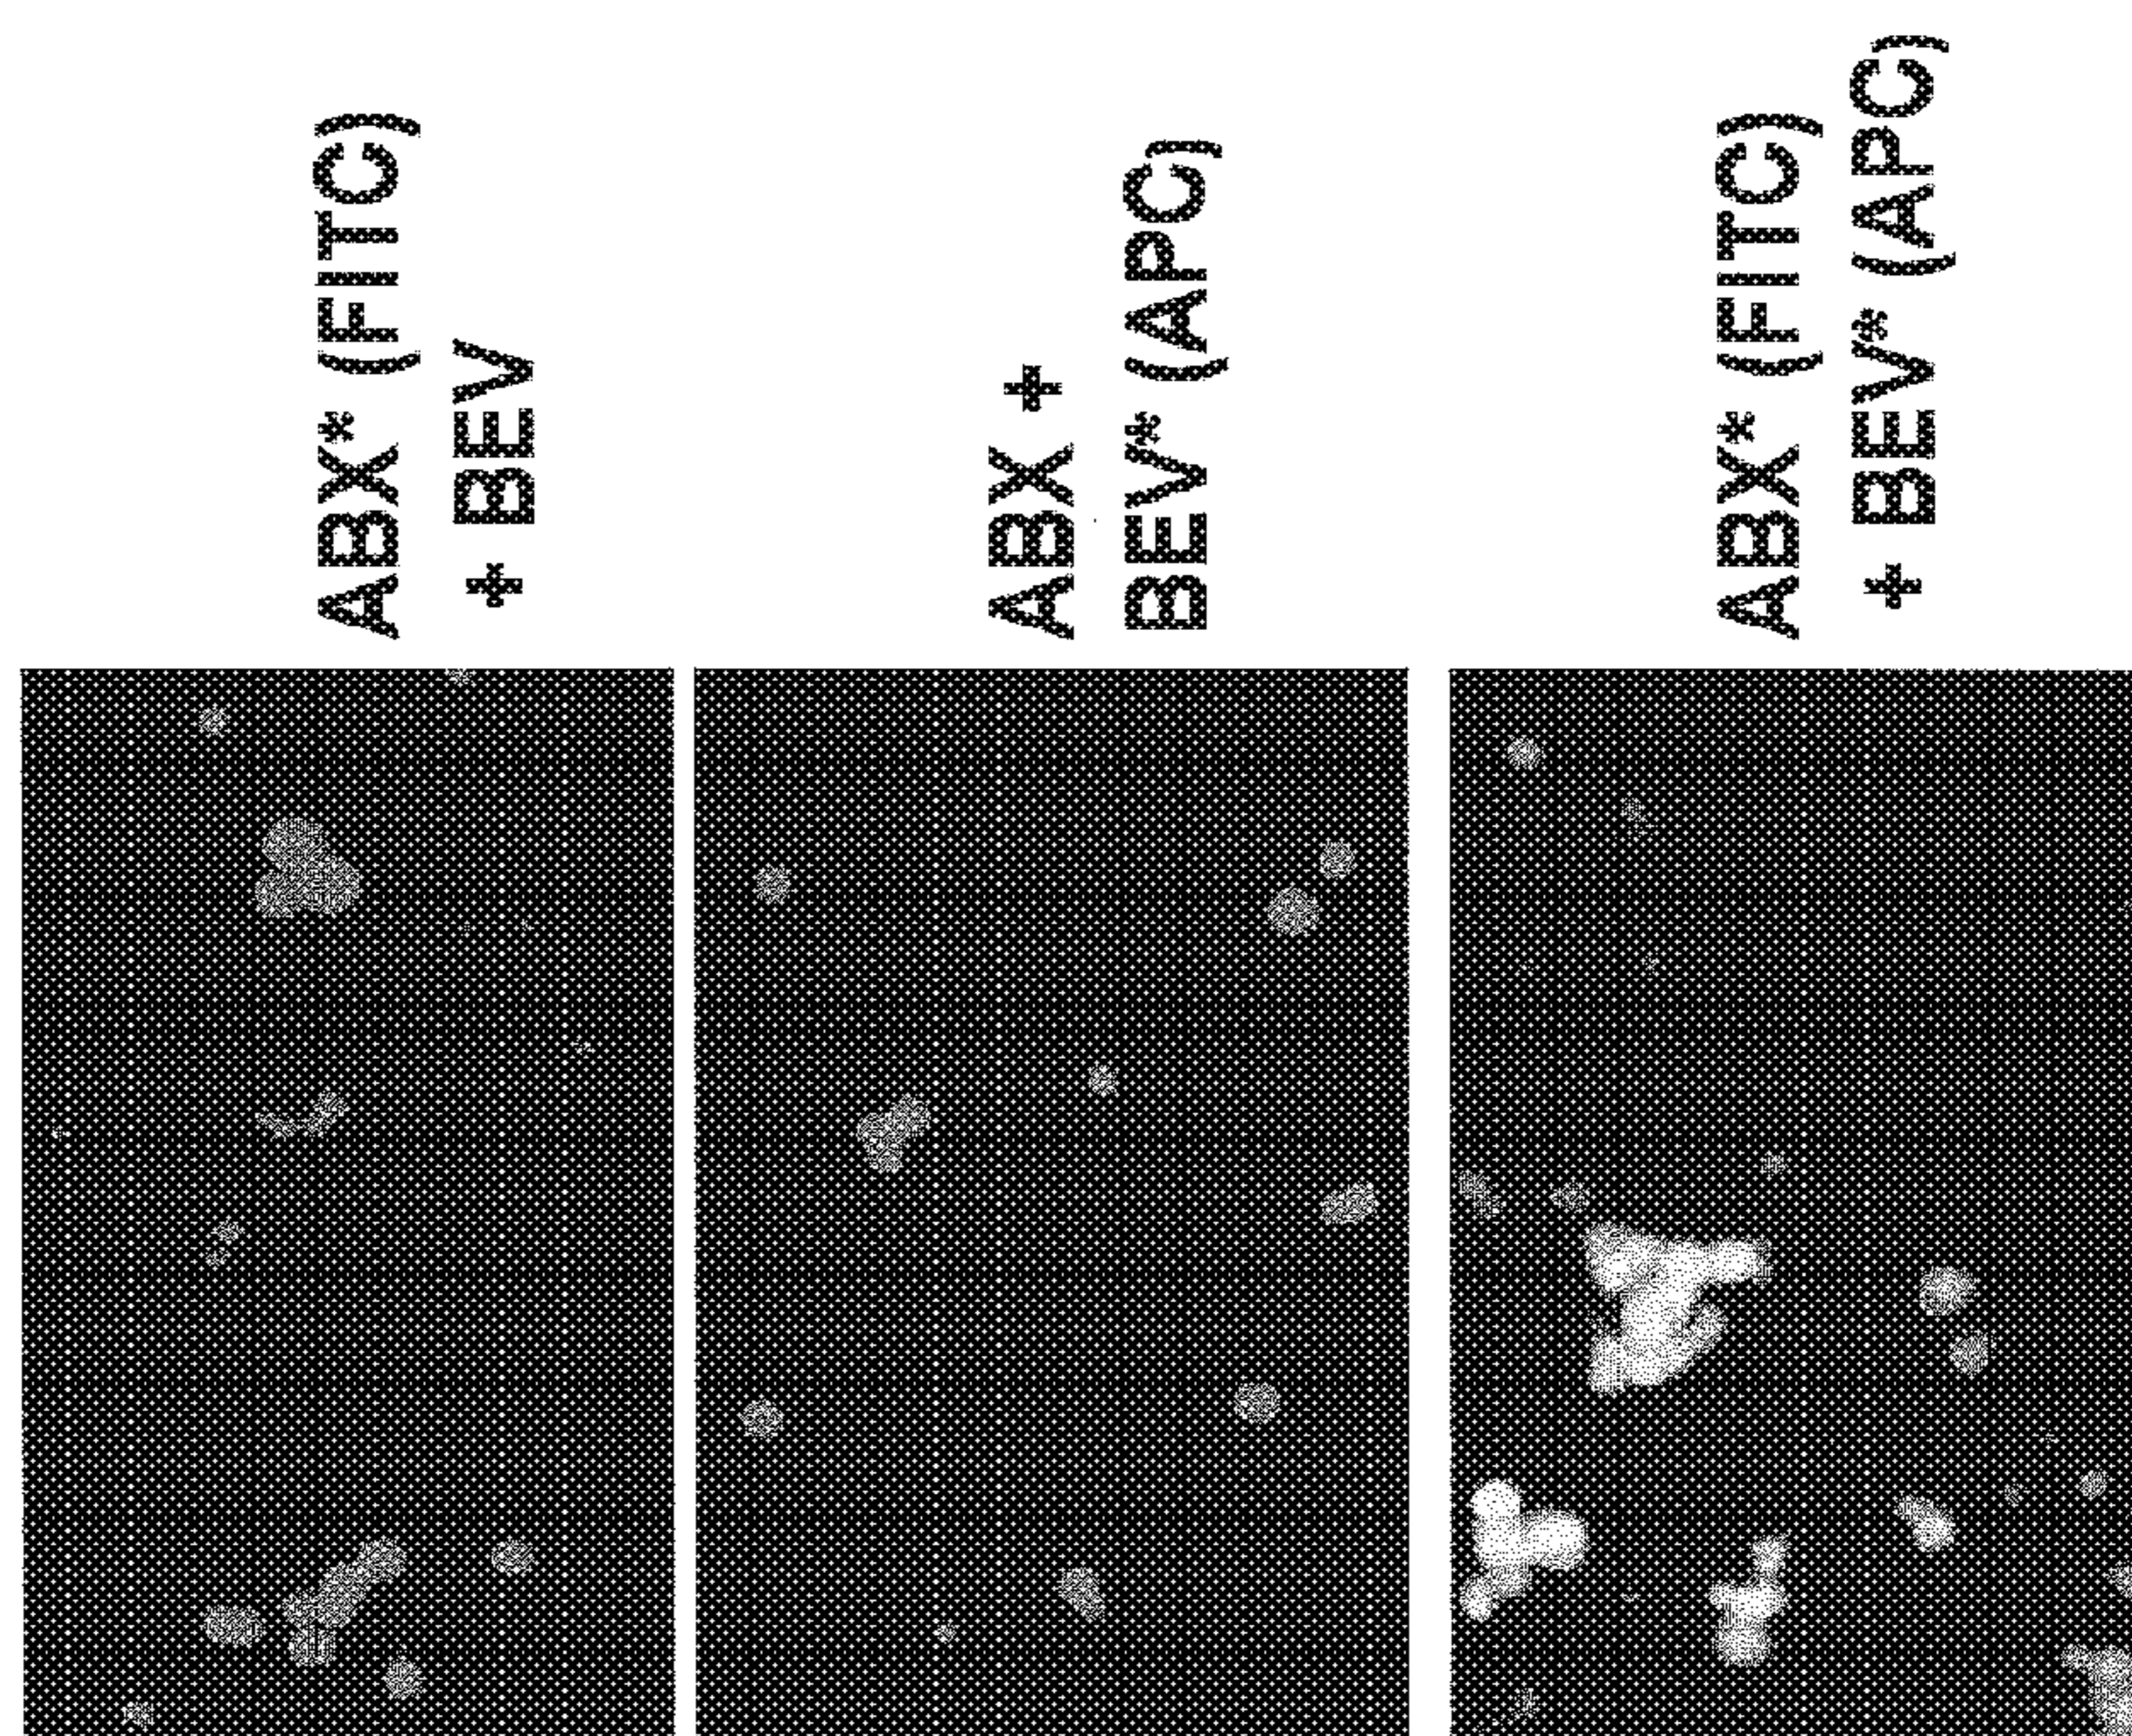 ABX* (FITC)
+ BEV
ABX +
BEV* (APC)
ABX* (FITC)
+ BEV* (APC)